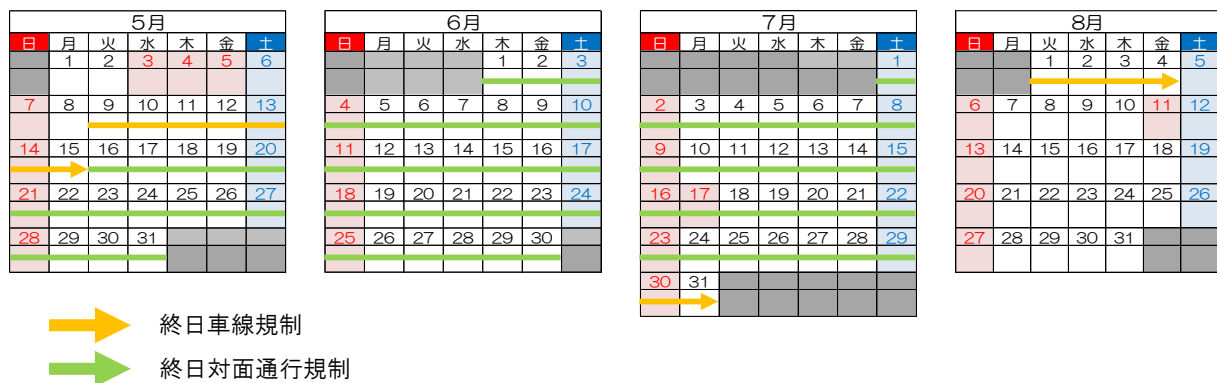 5月
日 月 火 水 木 金 土
1 2 3 4 5 6
7 8 9 10 11 12 13
14 15 16 17 18 19 20
21 22 23 24 25 26 27
28 29 30 31
6月
日 月 火 水 木 金 土
1 2 3
4 5 6 7 8 9 10
11 12 13 14 15 16 17
18 19 20 21 22 23 24
25 26 27 28 29 30
7月
日 月 火 水 木 金 土
1
2 3 4 5 6 7 8
9 10 11 12 13 14 15
16 17 18 19 20 21 22
23 24 25 26 27 28 29
30 31
8月
日 月 火 水 木 金 土
1 2 3 4 5
6 7 8 9 10 11 12
13 14 15 16 17 18 19
20 21 22 23 24 25 26
27 28 29 30 31
終日車線規制
終日対面通行規制